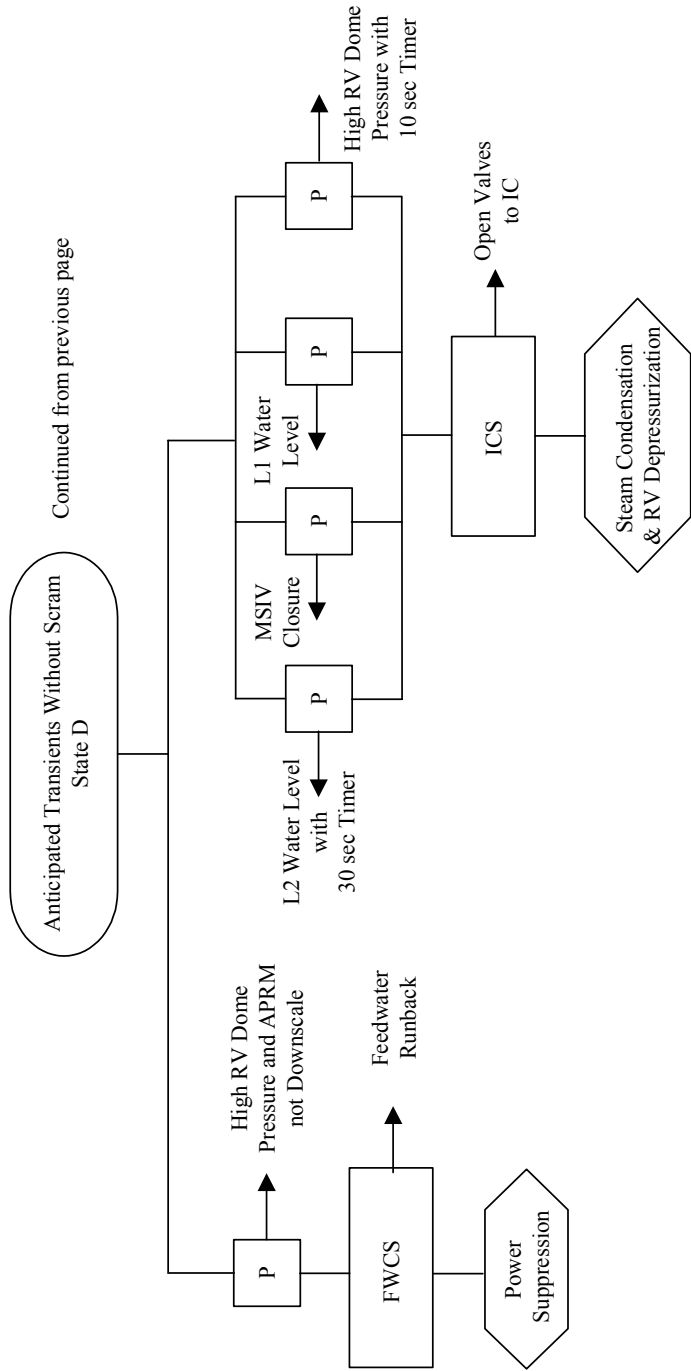 Anticipated Transients Without Scram
State D
Continued from previous page
High RV Dome
Pressure and APRM
not Downscale
P
FWCS
Feedwater
Runback
Power
Suppression
L2 Water Level
with
30 sec Timer
P
MSIV
Closure
P
L1 Water
Level
P
P
High RV Dome
Pressure with
10 sec Timer
ICS
Open Valves
to IC
Steam Condensation
& RV Depressurization